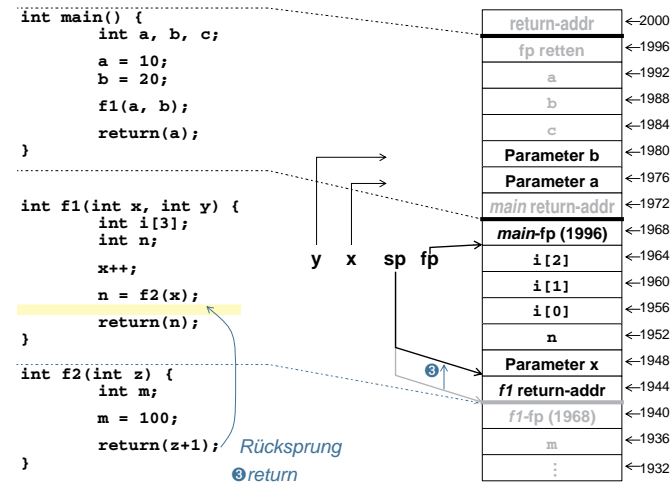 int main() {
int a, b, c;
a = 10;
b = 20;
f1(a, b);
return(a);
}
int f1(int x, int y) {
int i[3];
int n;
x++;
n = f2(x);
return(n);
}
int f2(int z) {
int m;
m = 100;
return(z+1);
}
Rücksprung
❸return
y x sp fp
❸
return-addr 2000
fp retten 1996
a 1992
b 1988
c 1984
Parameter b 1980
Parameter a 1976
main return-addr 1972
main-fp (1996) 1968
i[2] 1964
i[1] 1960
i[0] 1956
n 1952
Parameter x 1948
f1 return-addr 1944
f1-fp (1968) 1940
m 1936
⋮ 1932